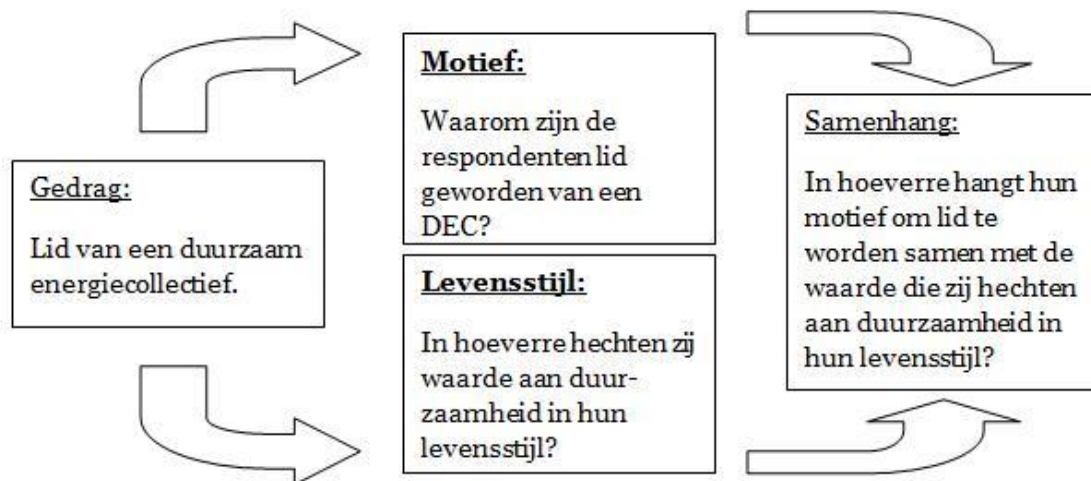 Gedrag:
Lid van een duurzaam
energiecollectief.
Motief:
Waarom zijn de
respondenten lid
geworden van een
DEC?
Levensstijl:
In hoeverre hechten zij
waarde aan duur-
zaamheid in hun
levensstijl?
Samenhang:
In hoeverre hangt hun
motief om lid te
worden samen met de
waarde die zij hechten
aan duurzaamheid in
hun levensstijl?